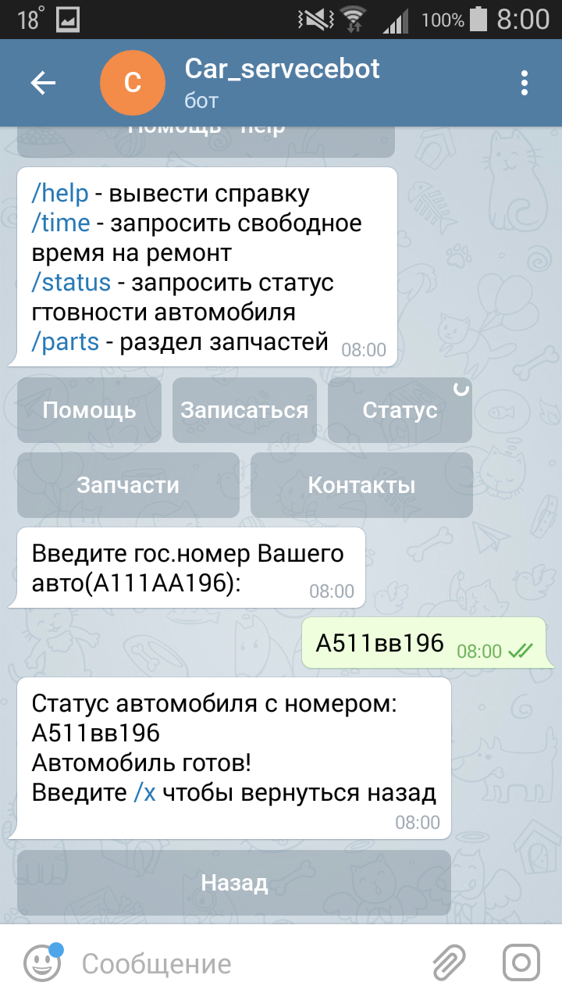 18°
100%
8:00
C
Car_servecebot
бот
Помощь help
/help - вывести справку
/time - запросить свободное
время на ремонт
/status - запросить статус
гтовности автомобиля
/parts - раздел запчастей 08:00
Помощь Записаться Статус
Запчасти Контакты
Введите гос.номер Вашего
авто(А111АА196): 08:00
А511вв196 08:00
Статус автомобиля с номером:
А511вв196
Автомобиль готов!
Введите /x чтобы вернуться назад
08:00
Назад
Сообщение